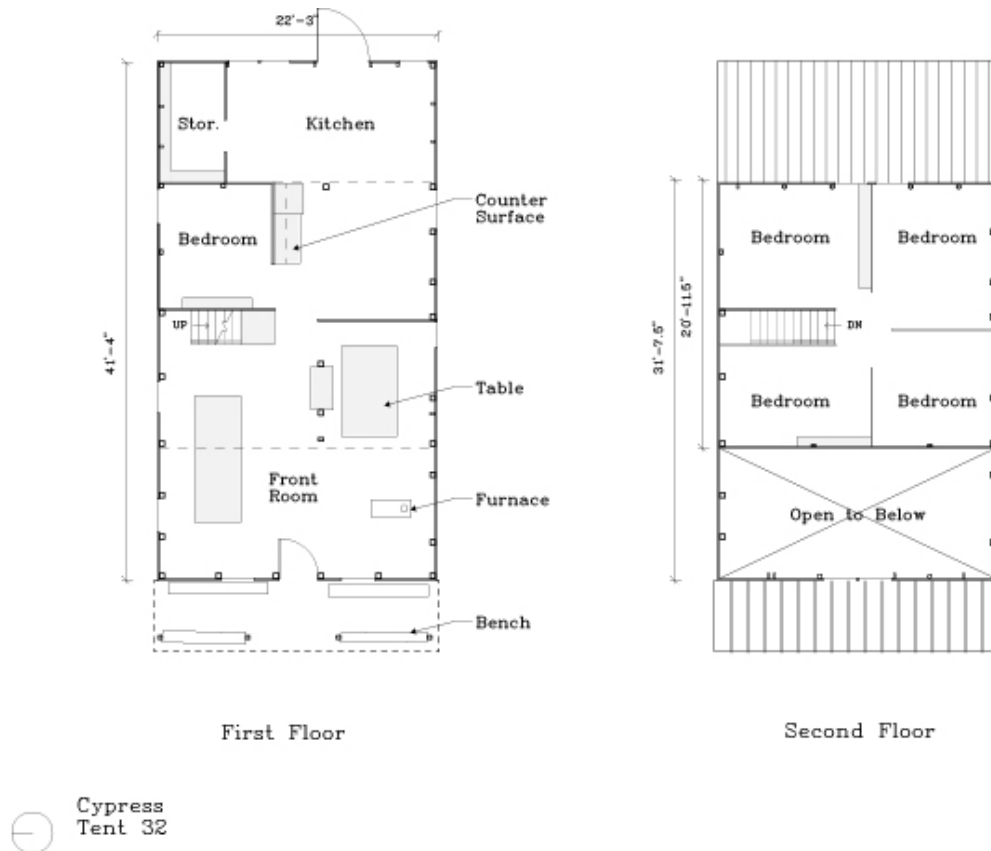 22'-3"
Stor.
Kitchen
Counter
Surface
Bedroom
UP
41'-4"
Table
Front
Room
Furnace
Bench
First Floor
Bedroom
Bedroom
20'-11.5"
31'-7.5"
DN
Bedroom
Bedroom
Open to Below
Second Floor
Cypress
Tent 32